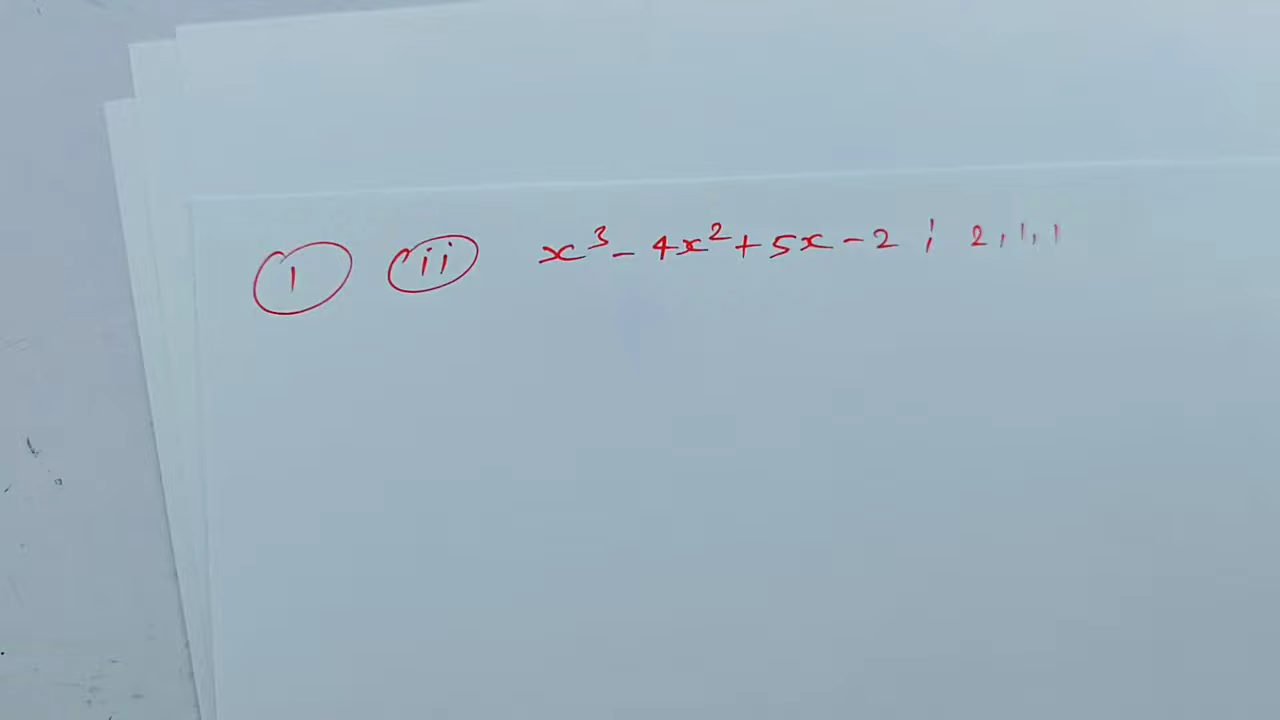 ① ⓘⓘ x³ - 4x² + 5x - 2 ; 2, 1, 1